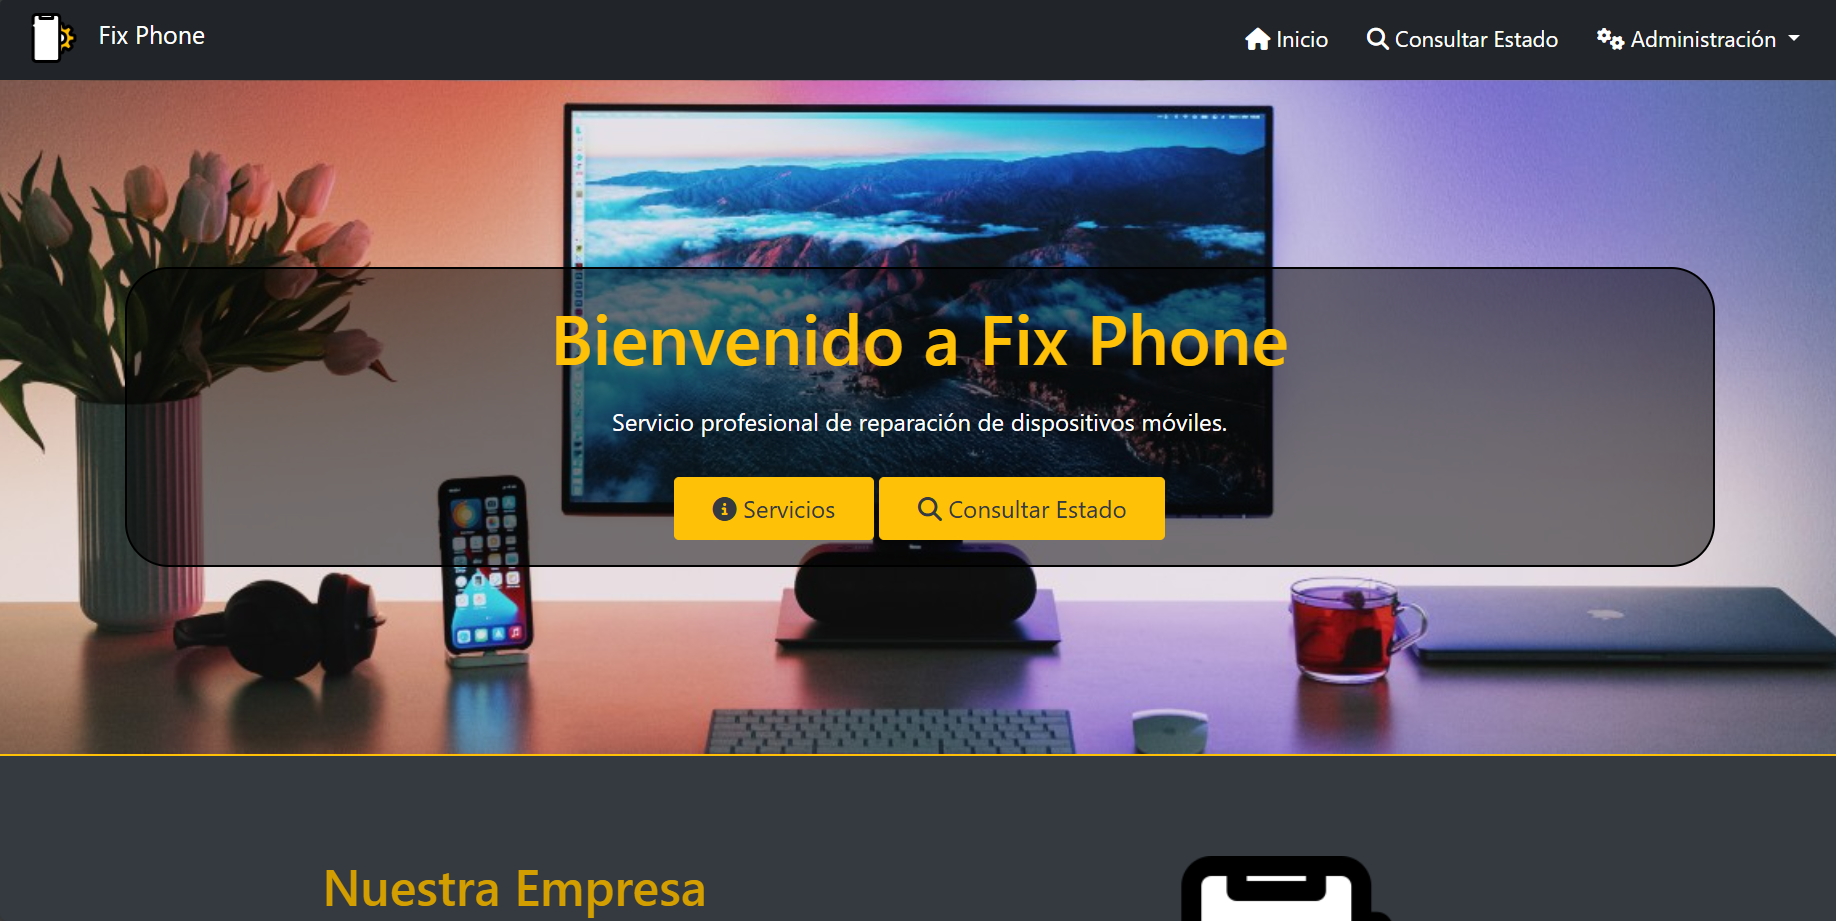 Fix Phone
Inicio
Consultar Estado
Administración
Bienvenido a Fix Phone
Servicio profesional de reparación de dispositivos móviles.
Servicios
Consultar Estado
Nuestra Empresa